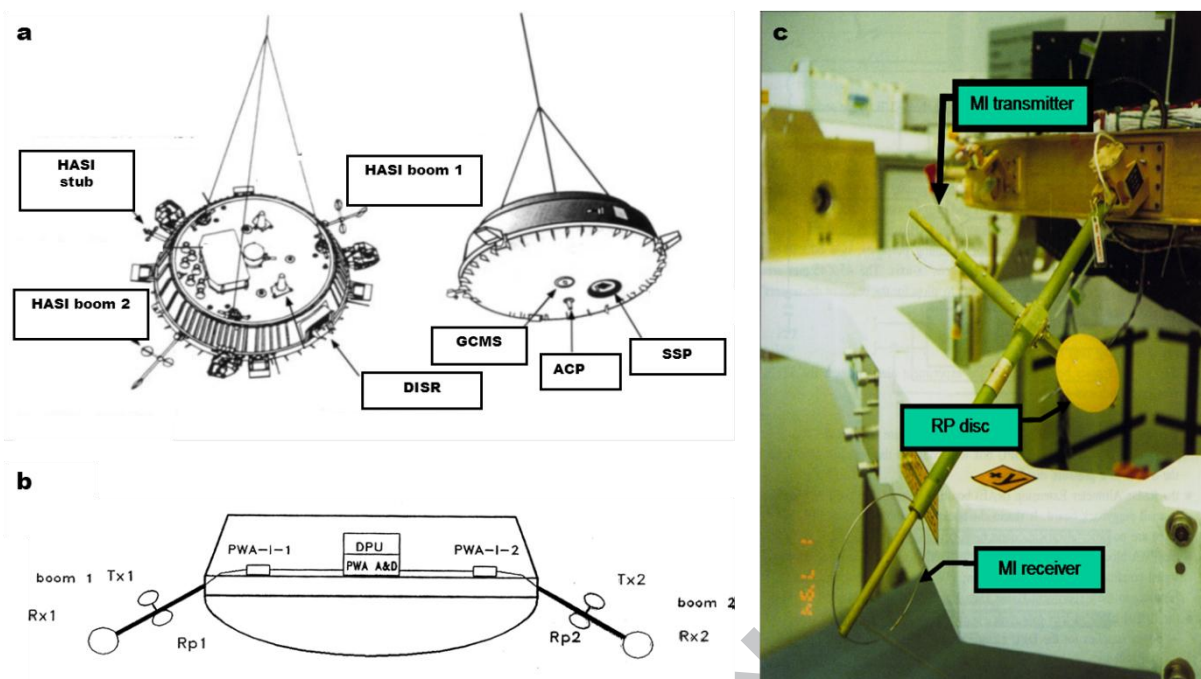 a
HASI
stub
HASI boom 1
HASI boom 2
GCMS
ACP
SSP
DISR
b
PWA-I-1
DPU
PWA A&D
PWA-I-2
boom 1
Tx1
Rx1
Rp1
Tx2
boom 2
Rp2
Rx2
c
MI transmitter
RP disc
+y
MI receiver